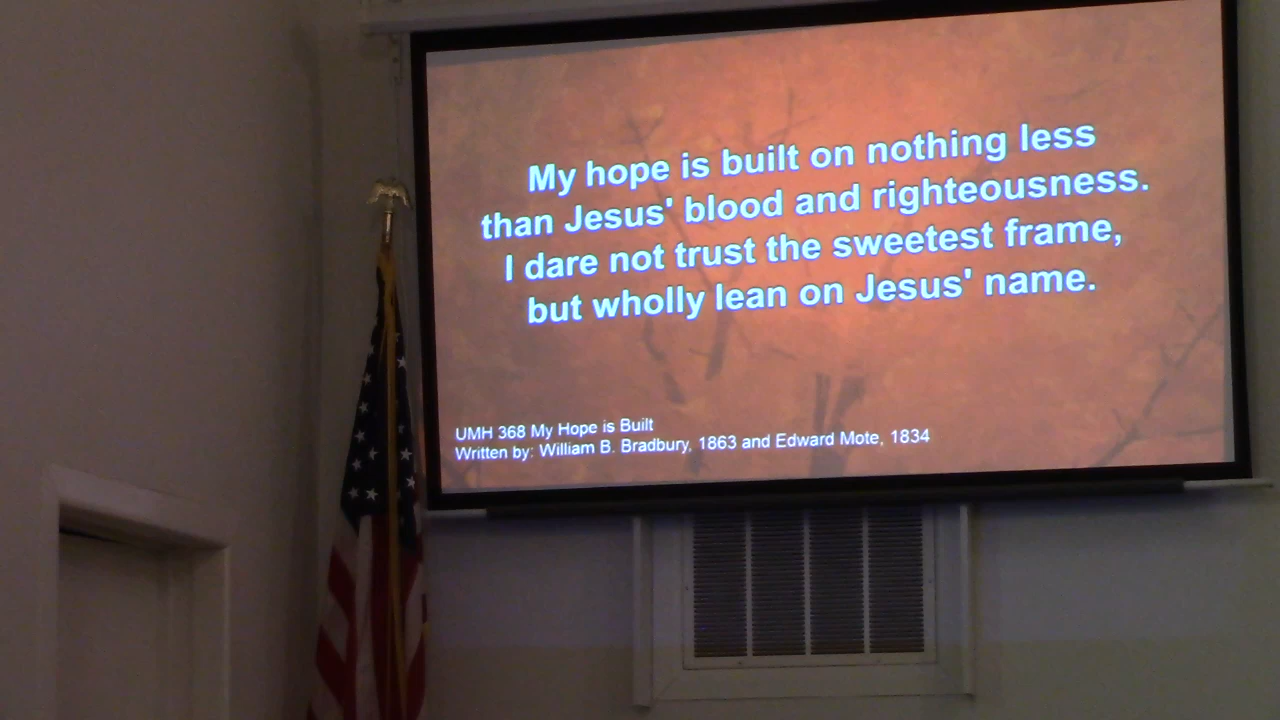 My hope is built on nothing less
than Jesus' blood and righteousness.
I dare not trust the sweetest frame,
but wholly lean on Jesus' name.
UMH 368 My Hope is Built
Written by: William B. Bradbury, 1863 and Edward Mote, 1834